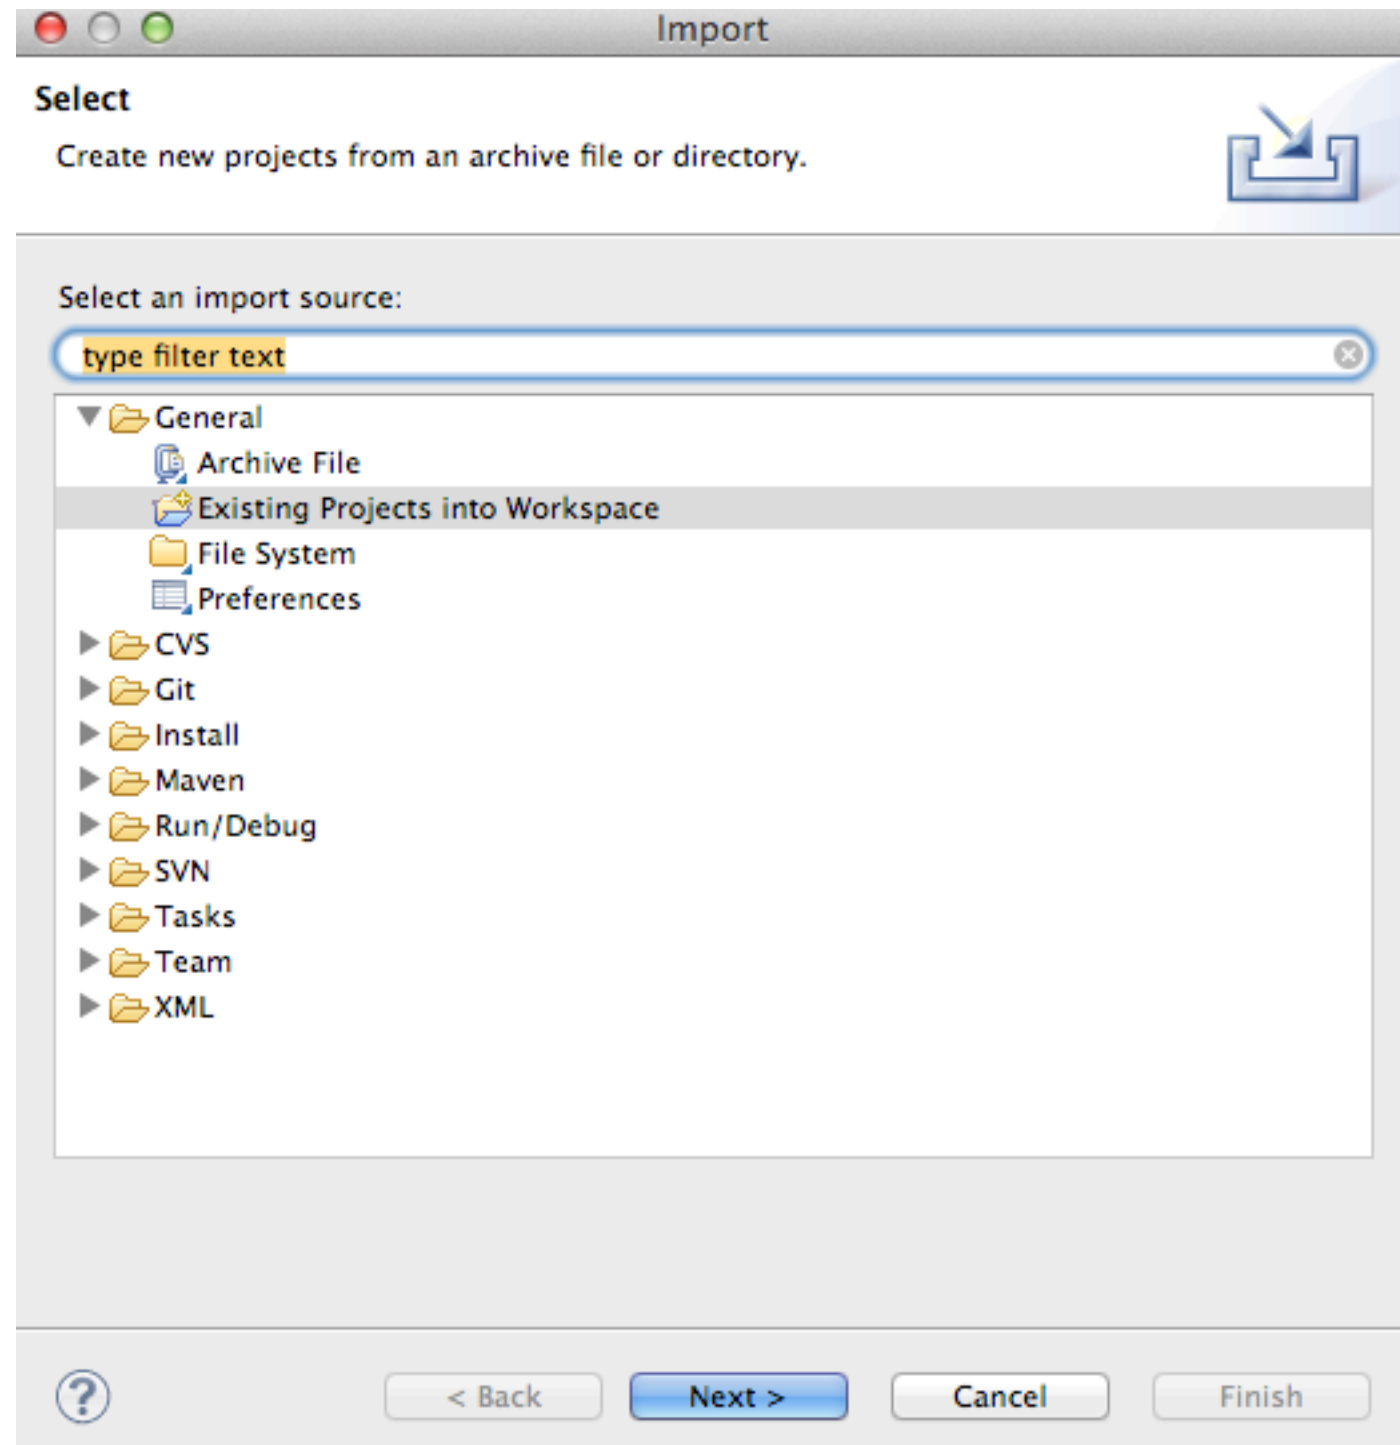 Import
Select
Create new projects from an archive file or directory.
Select an import source:
type filter text
General
Archive File
Existing Projects into Workspace
File System
Preferences
CVS
Git
Install
Maven
Run/Debug
SVN
Tasks
Team
XML
?
< Back
Next >
Cancel
Finish